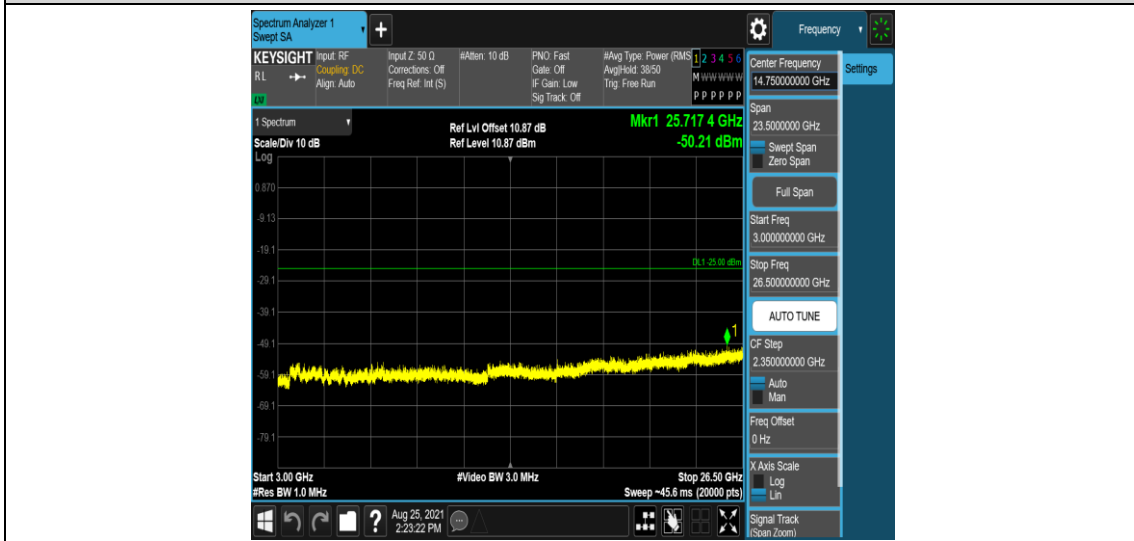 Spectrum Analyzer 1
Swept SA
+
Frequency
KEYSIGHT
RL
Input: RF
Coupling: DC
Align: Auto
Input Z: 50 Ω
Corrections: Off
Freq Ref: Int (S)
#Atten: 10 dB
PNO: Fast
Gate: Off
IF Gain: Low
Sig Track: Off
#Avg Type: Power (RMS
Avg|Hold: 38/50
Trig: Free Run
1 2 3 4 5 6
M W W W W W
P P P P P P
1 Spectrum
Scale/Div 10 dB
Log
Ref Lvl Offset 10.87 dB
Ref Level 10.87 dBm
Mkr1 25.717 4 GHz
-50.21 dBm
0.870
-9.13
-19.1
DL1 -25.00 dBm
-29.1
-39.1
1
-49.1
-59.1
-69.1
-79.1
Start 3.00 GHz
#Res BW 1.0 MHz
#Video BW 3.0 MHz
Stop 26.50 GHz
Sweep ~45.6 ms (20000 pts)
?
Aug 25, 2021
2:23:22 PM
Center Frequency
14.750000000 GHz
Settings
Span
23.5000000 GHz
Swept Span
Zero Span
Full Span
Start Freq
3.000000000 GHz
Stop Freq
26.500000000 GHz
AUTO TUNE
CF Step
2.350000000 GHz
Auto
Man
Freq Offset
0 Hz
X Axis Scale
Log
Lin
Signal Track
(Span Zoom)